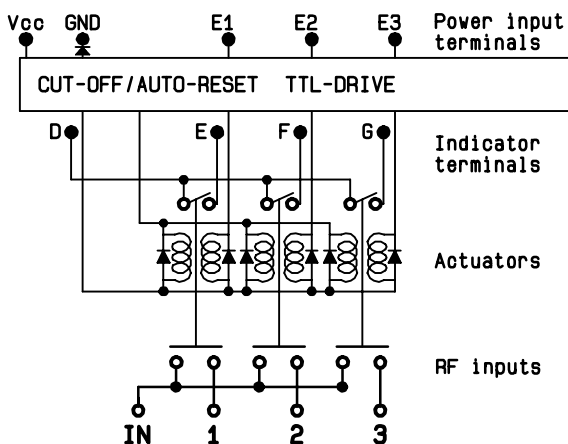 Vcc GND E1 E2 E3 Power input
terminals
CUT-OFF/AUTO-RESET TTL-DRIVE
D E F G Indicator
terminals
Actuators
RF inputs
IN 1 2 3